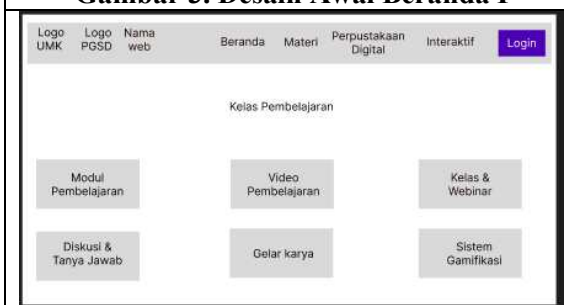 Gambar 3. Desain Awal Beranda 1
Logo UMK Logo PGSD Nama web Beranda Materi Perpustakaan Digital Interaktif Login
Kelas Pembelajaran
Modul Pembelajaran
Video Pembelajaran
Kelas & Webinar
Diskusi & Tanya Jawab
Gelar karya
Sistem Gamifikasi